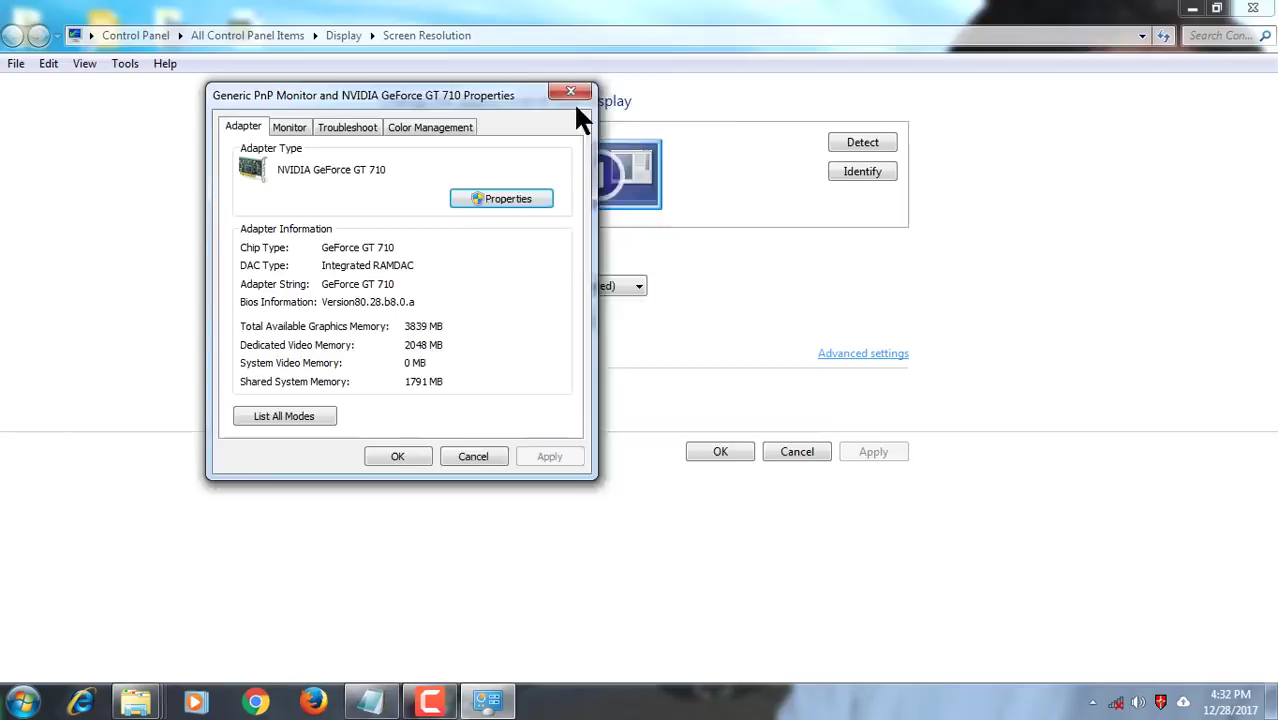 Control Panel All Control Panel Items Display Screen Resolution Search Con...
File Edit View Tools Help
Generic PnP Monitor and NVIDIA GeForce GT 710 Properties
splay
Adapter Monitor Troubleshoot Color Management
Adapter Type
NVIDIA GeForce GT 710
Properties
Adapter Information
Chip Type: GeForce GT 710
DAC Type: Integrated RAMDAC
Adapter String: GeForce GT 710
Bios Information: Version80.28.b8.0.a
Total Available Graphics Memory: 3839 MB
Dedicated Video Memory: 2048 MB
System Video Memory: 0 MB
Shared System Memory: 1791 MB
List All Modes
OK Cancel Apply
Detect
Identify
ed)
Advanced settings
OK Cancel Apply
4:32 PM
12/28/2017